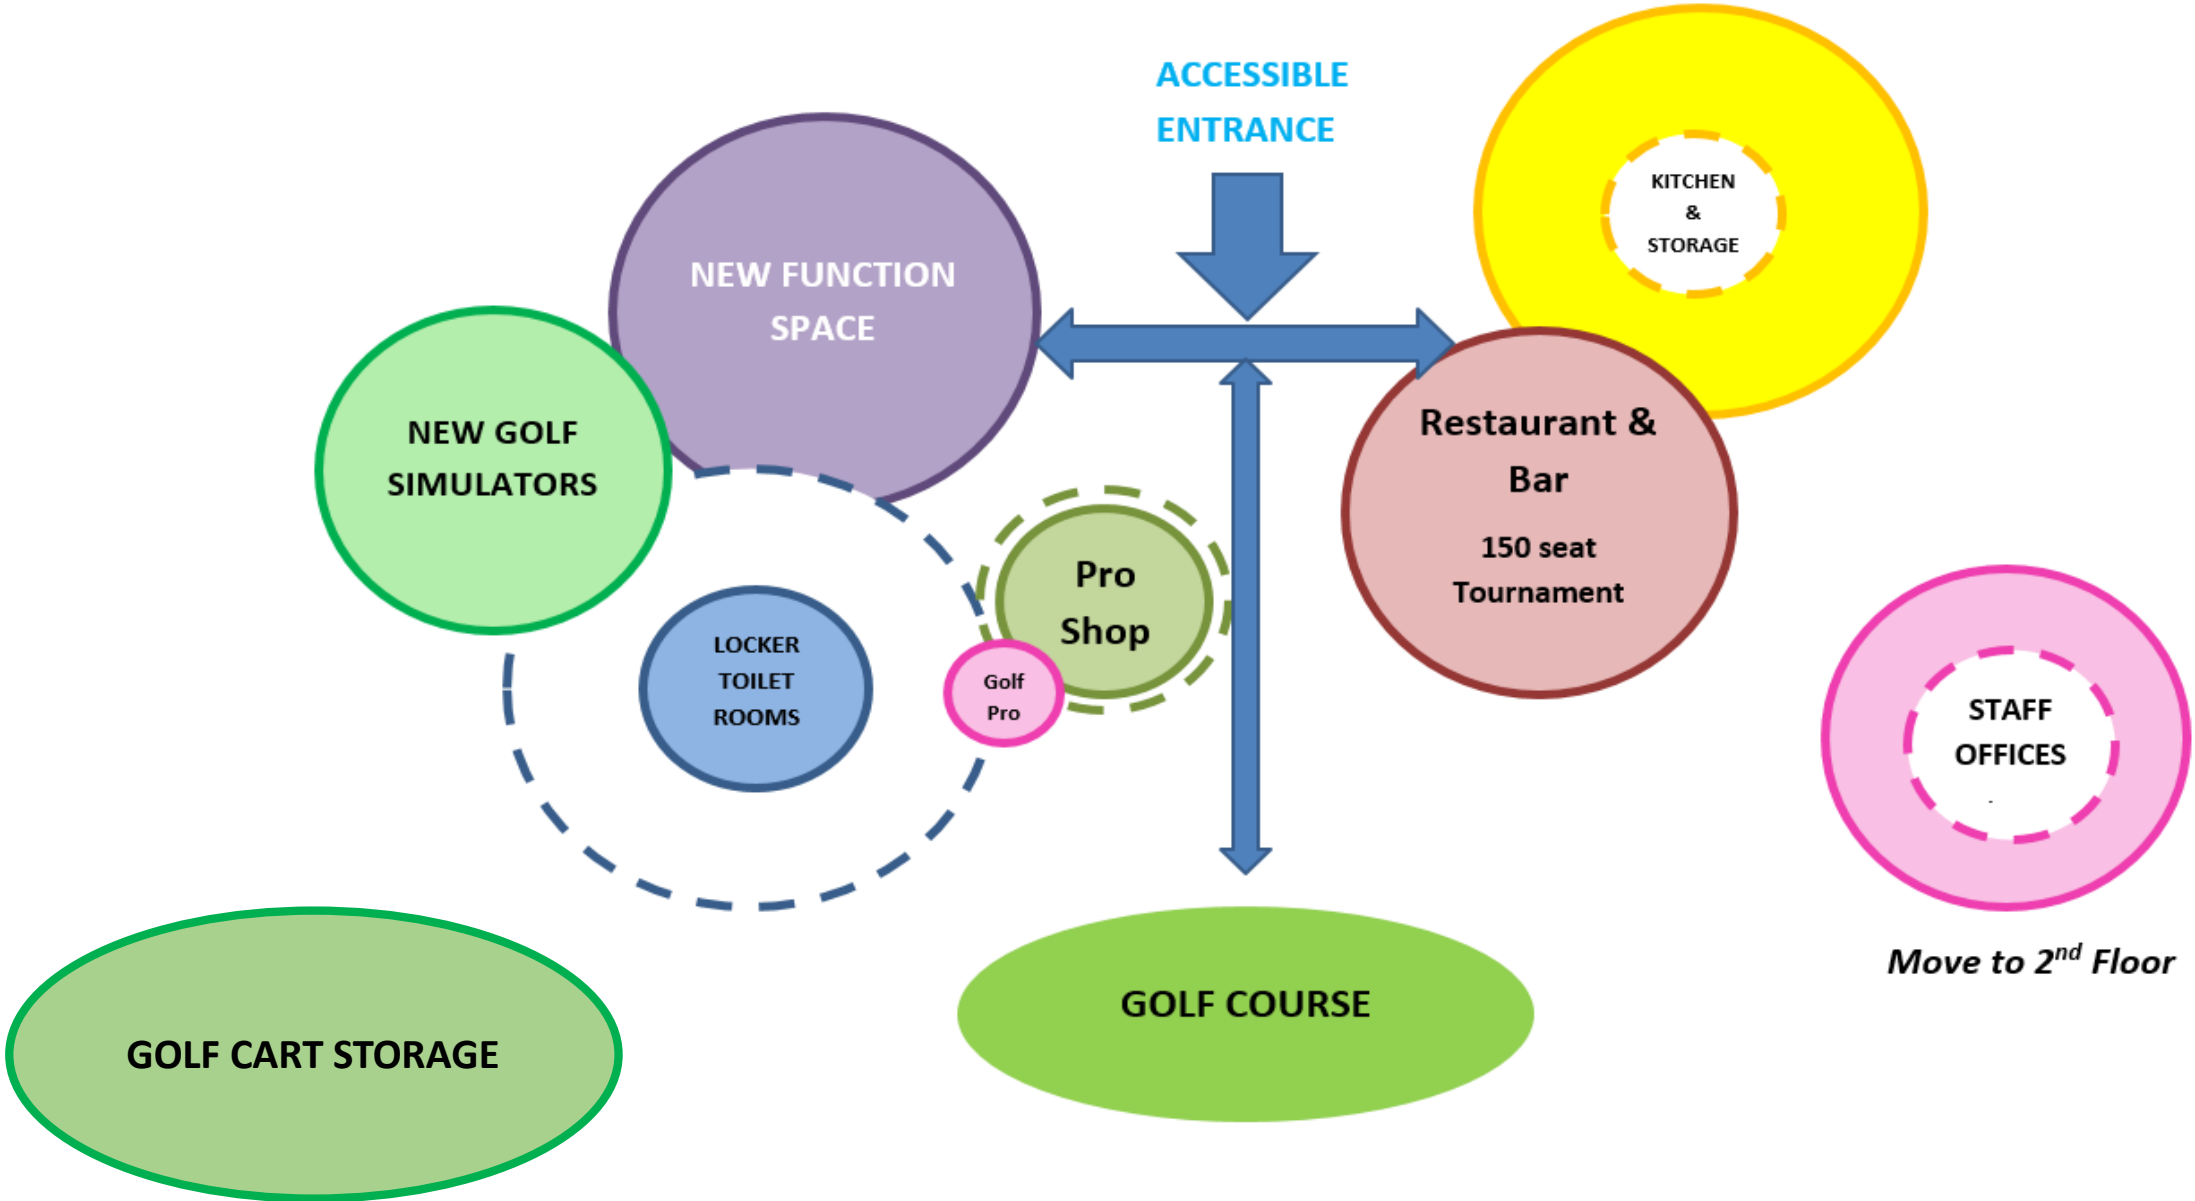 ACCESSIBLE
ENTRANCE
KITCHEN
&
STORAGE
NEW FUNCTION
SPACE
NEW GOLF
SIMULATORS
Restaurant &
Bar
150 seat
Tournament
Pro
Shop
LOCKER
TOILET
ROOMS
Golf
Pro
STAFF
OFFICES
-
Move to 2nd Floor
GOLF COURSE
GOLF CART STORAGE